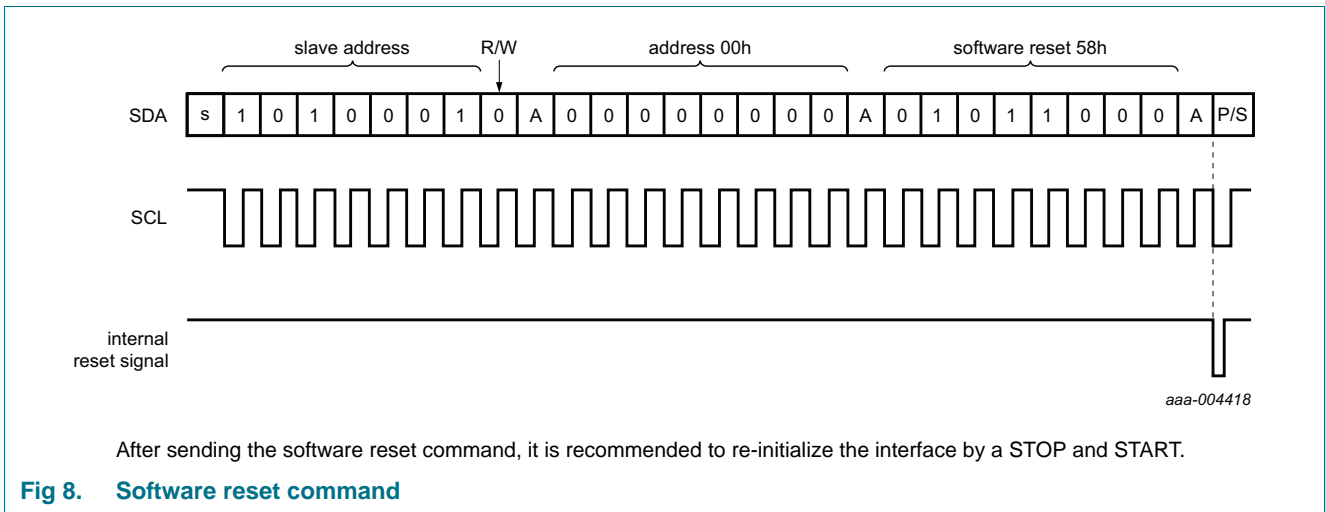 slave address R/W address 00h software reset 58h
SDA s 1 0 1 0 0 0 1 0 A 0 0 0 0 0 0 0 0 A 0 1 0 1 1 0 0 0 A P/S
SCL
internal
reset signal
aaa-004418
After sending the software reset command, it is recommended to re-initialize the interface by a STOP and START.
Fig 8. Software reset command